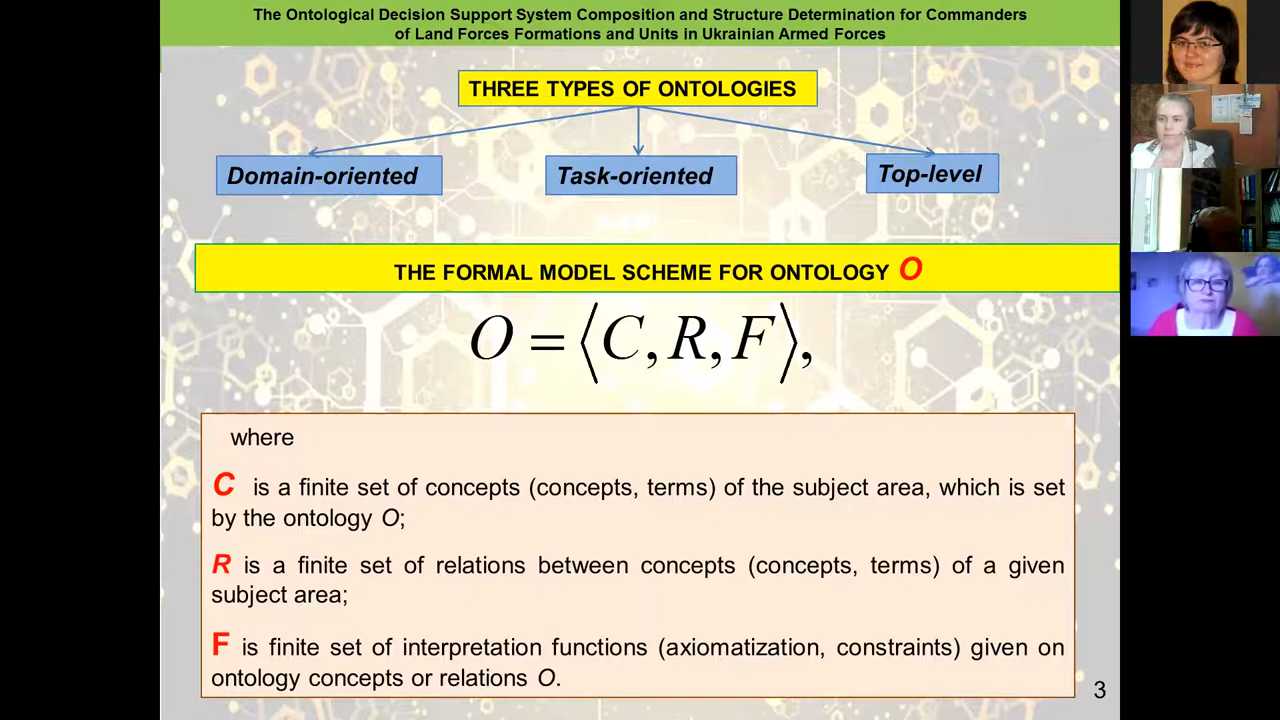 The Ontological Decision Support System Composition and Structure Determination for Commanders
of Land Forces Formations and Units in Ukrainian Armed Forces
THREE TYPES OF ONTOLOGIES
Domain-oriented
Task-oriented
Top-level
THE FORMAL MODEL SCHEME FOR ONTOLOGY O
O = ⟨C, R, F⟩,
where
C is a finite set of concepts (concepts, terms) of the subject area, which is set
by the ontology O;
R is a finite set of relations between concepts (concepts, terms) of a given
subject area;
F is finite set of interpretation functions (axiomatization, constraints) given on
ontology concepts or relations O.
3